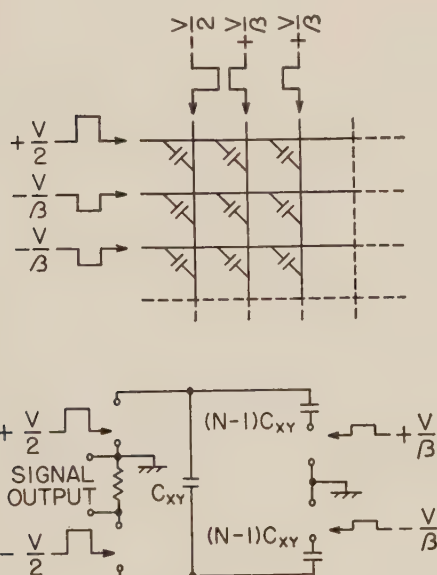 - V/2
+ V/β
+ V/β
+ V/2
- V/β
- V/β
+ V/2
(N-1)C_XY
+ V/β
SIGNAL
OUTPUT
C_XY
- V/2
(N-1)C_XY
- V/β